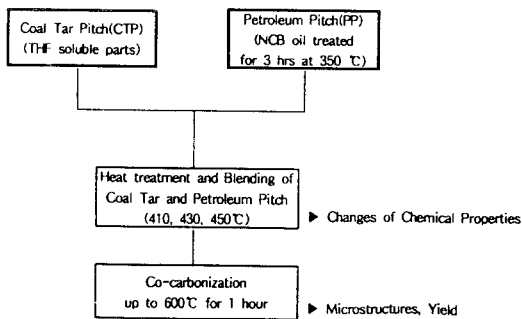 Coal Tar Pitch(CTP)
(THF soluble parts)
Petroleum Pitch(PP)
(NCB oil treated
for 3 hrs at 350 ℃)
Heat treatment and Blending of
Coal Tar and Petroleum Pitch
(410, 430, 450℃)
▶ Changes of Chemical Properties
Co-carbonization
up to 600℃ for 1 hour
▶ Microstructures, Yield